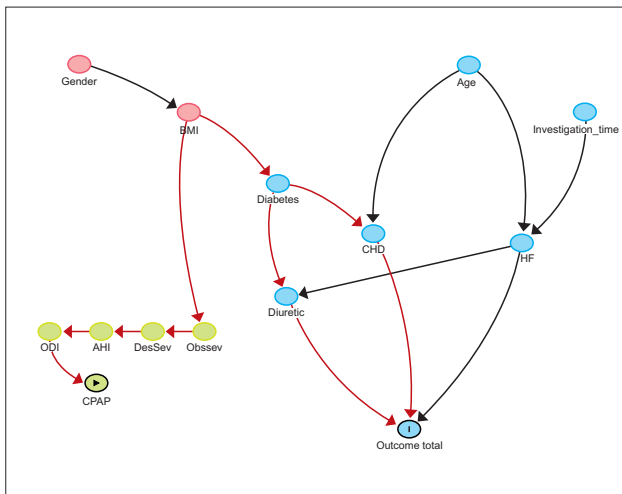 Age
Gender
BMI
Investigation_time
Diabetes
CHD
HF
Diuretic
ODI
AHI
DesSev
Obssev
CPAP
I
Outcome total